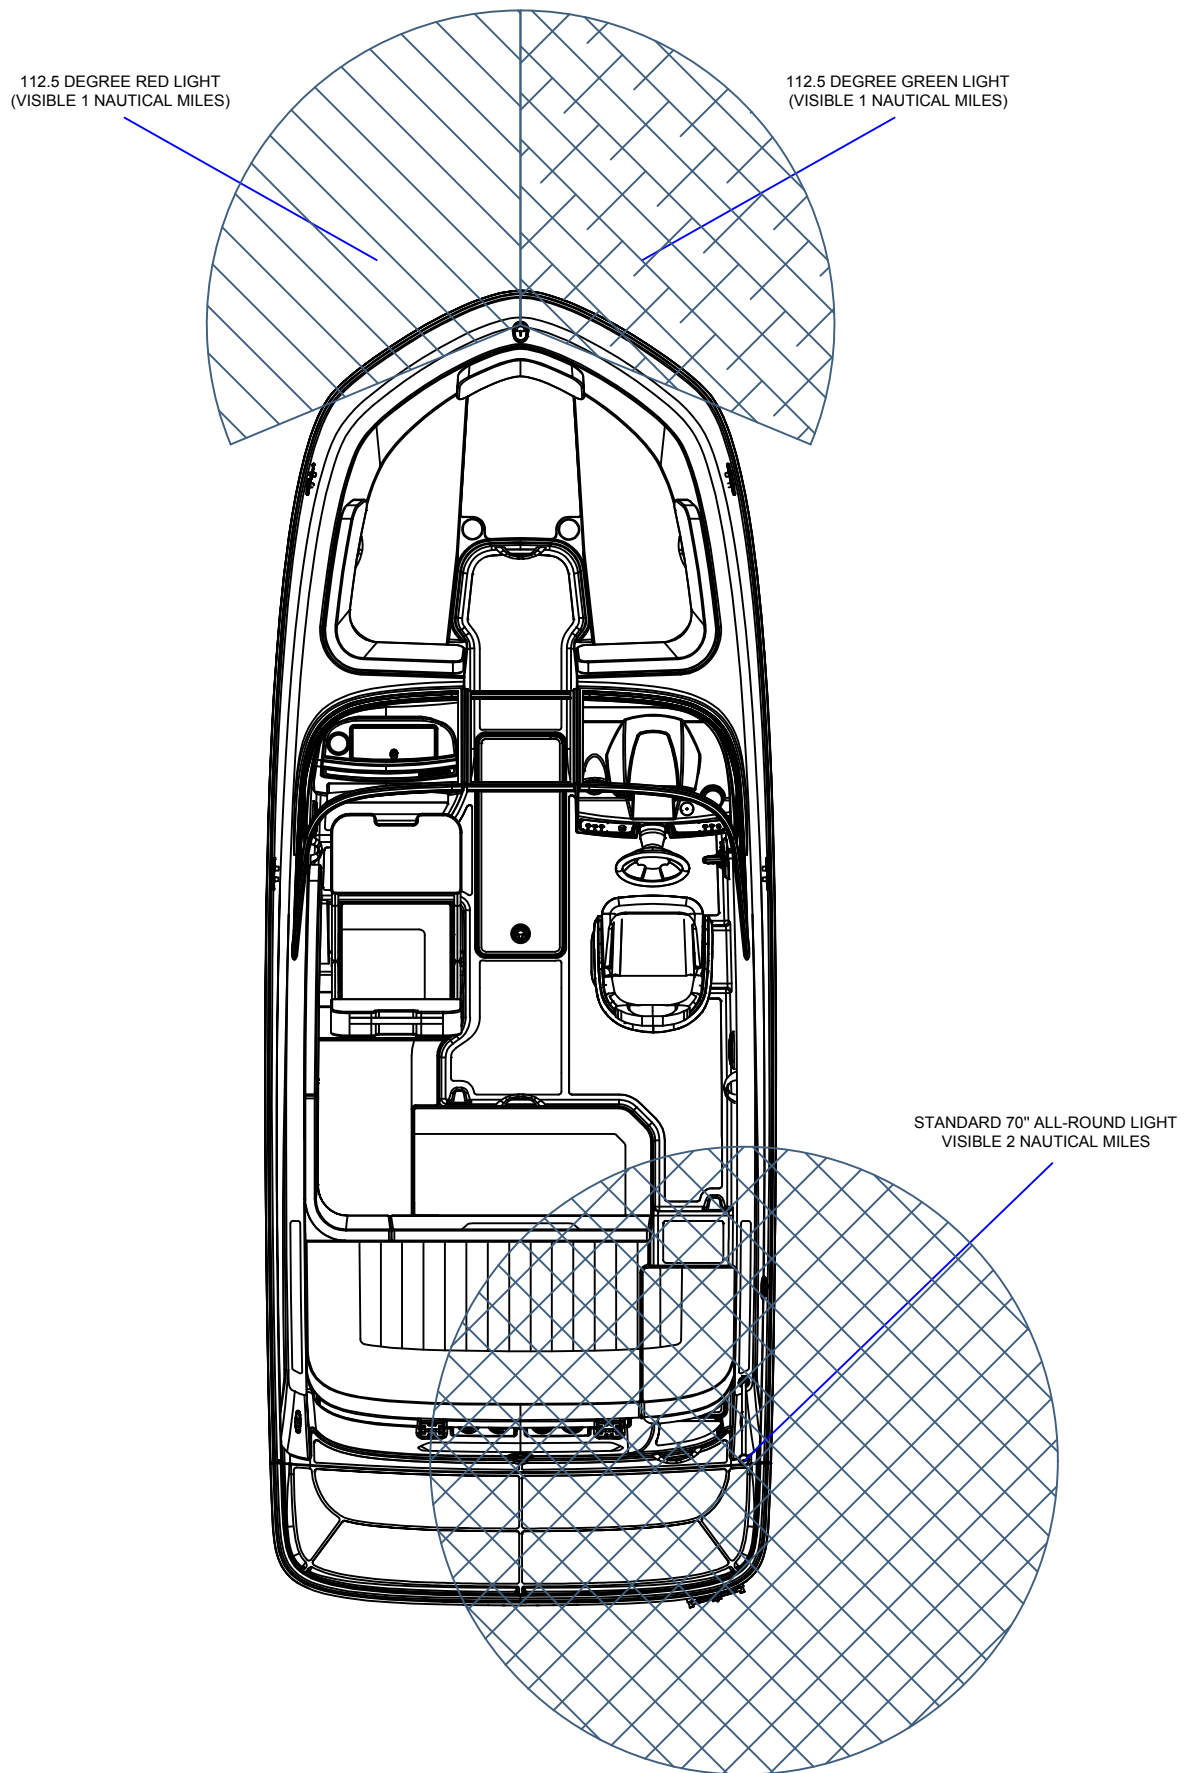 112.5 DEGREE RED LIGHT
(VISIBLE 1 NAUTICAL MILES)
112.5 DEGREE GREEN LIGHT
(VISIBLE 1 NAUTICAL MILES)
STANDARD 70" ALL-ROUND LIGHT
VISIBLE 2 NAUTICAL MILES